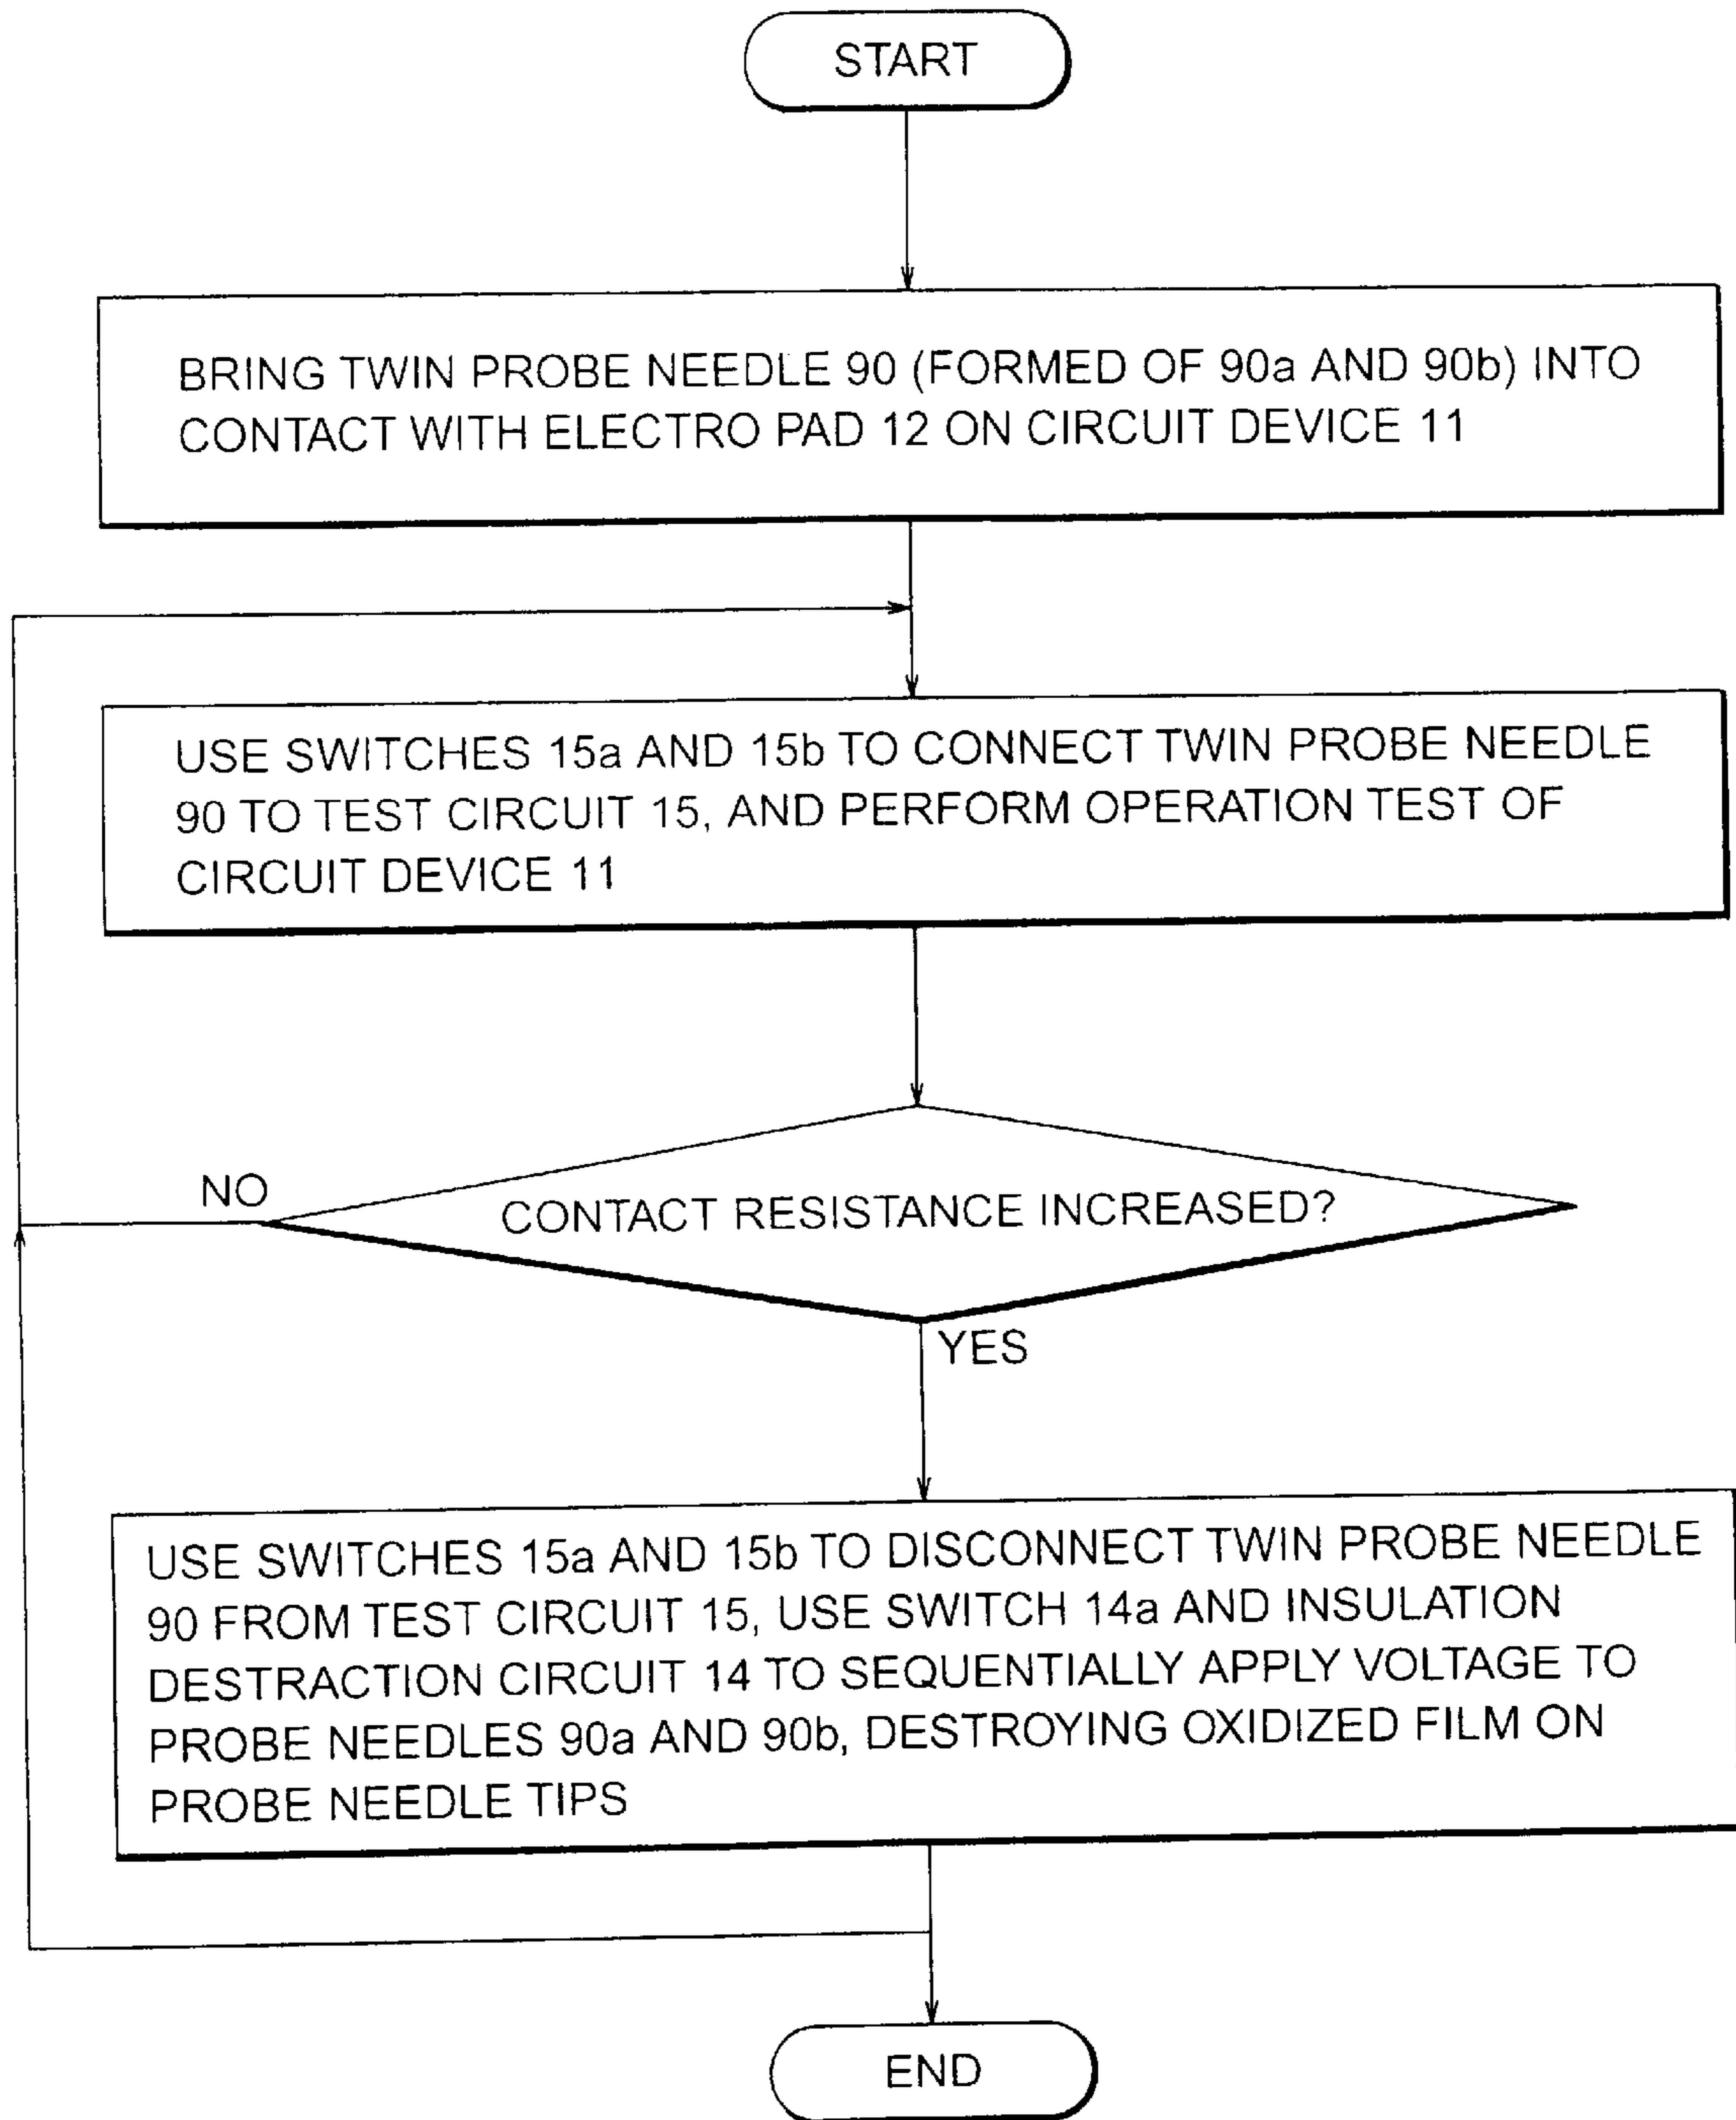 START
BRING TWIN PROBE NEEDLE 90 (FORMED OF 90a AND 90b) INTO
CONTACT WITH ELECTRO PAD 12 ON CIRCUIT DEVICE 11
USE SWITCHES 15a AND 15b TO CONNECT TWIN PROBE NEEDLE
90 TO TEST CIRCUIT 15, AND PERFORM OPERATION TEST OF
CIRCUIT DEVICE 11
NO
CONTACT RESISTANCE INCREASED?
YES
USE SWITCHES 15a AND 15b TO DISCONNECT TWIN PROBE NEEDLE
90 FROM TEST CIRCUIT 15, USE SWITCH 14a AND INSULATION
DESTRACTION CIRCUIT 14 TO SEQUENTIALLY APPLY VOLTAGE TO
PROBE NEEDLES 90a AND 90b, DESTROYING OXIDIZED FILM ON
PROBE NEEDLE TIPS
END